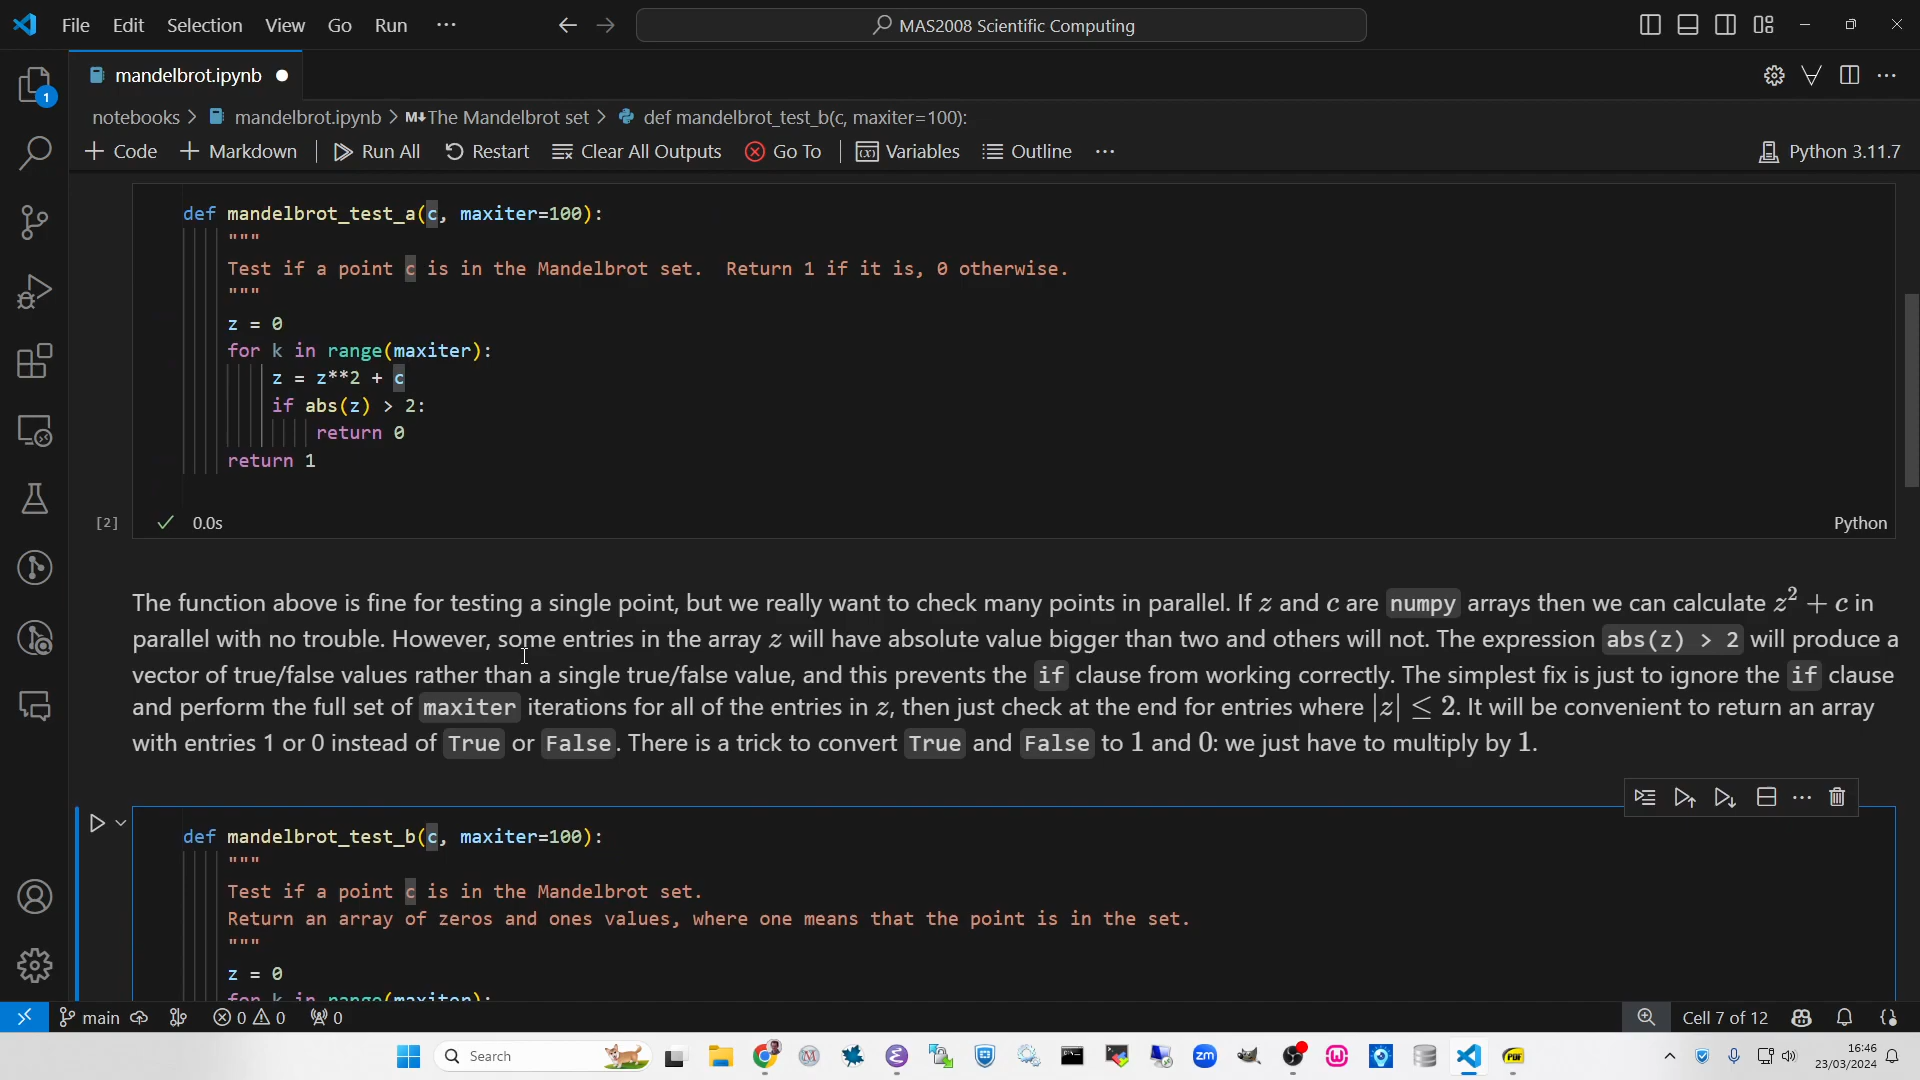 File Edit Selection View Go Run ··· MAS2008 Scientific Computing
mandelbrot.ipynb
1
notebooks > mandelbrot.ipynb > M↓The Mandelbrot set > def mandelbrot_test_b(c, maxiter=100):
+ Code + Markdown Run All Restart Clear All Outputs Go To Variables Outline ··· Python 3.11.7
def mandelbrot_test_a(c, maxiter=100):
"""
Test if a point c is in the Mandelbrot set.  Return 1 if it is, 0 otherwise.
"""
z = 0
for k in range(maxiter):
z = z**2 + c
if abs(z) > 2:
return 0
return 1
[2] ✓ 0.0s Python
The function above is fine for testing a single point, but we really want to check many points in parallel. If z and c are numpy arrays then we can calculate z² + c in
parallel with no trouble. However, some entries in the array z will have absolute value bigger than two and others will not. The expression abs(z) > 2 will produce a
vector of true/false values rather than a single true/false value, and this prevents the if clause from working correctly. The simplest fix is just to ignore the if clause
and perform the full set of maxiter iterations for all of the entries in z, then just check at the end for entries where |z| ≤ 2. It will be convenient to return an array
with entries 1 or 0 instead of True or False. There is a trick to convert True and False to 1 and 0: we just have to multiply by 1.
def mandelbrot_test_b(c, maxiter=100):
"""
Test if a point c is in the Mandelbrot set.
Return an array of zeros and ones values, where one means that the point is in the set.
"""
z = 0
for k in range(maxiter):
main 0 0 0 Cell 7 of 12
Search zm PDF 16:46
23/03/2024